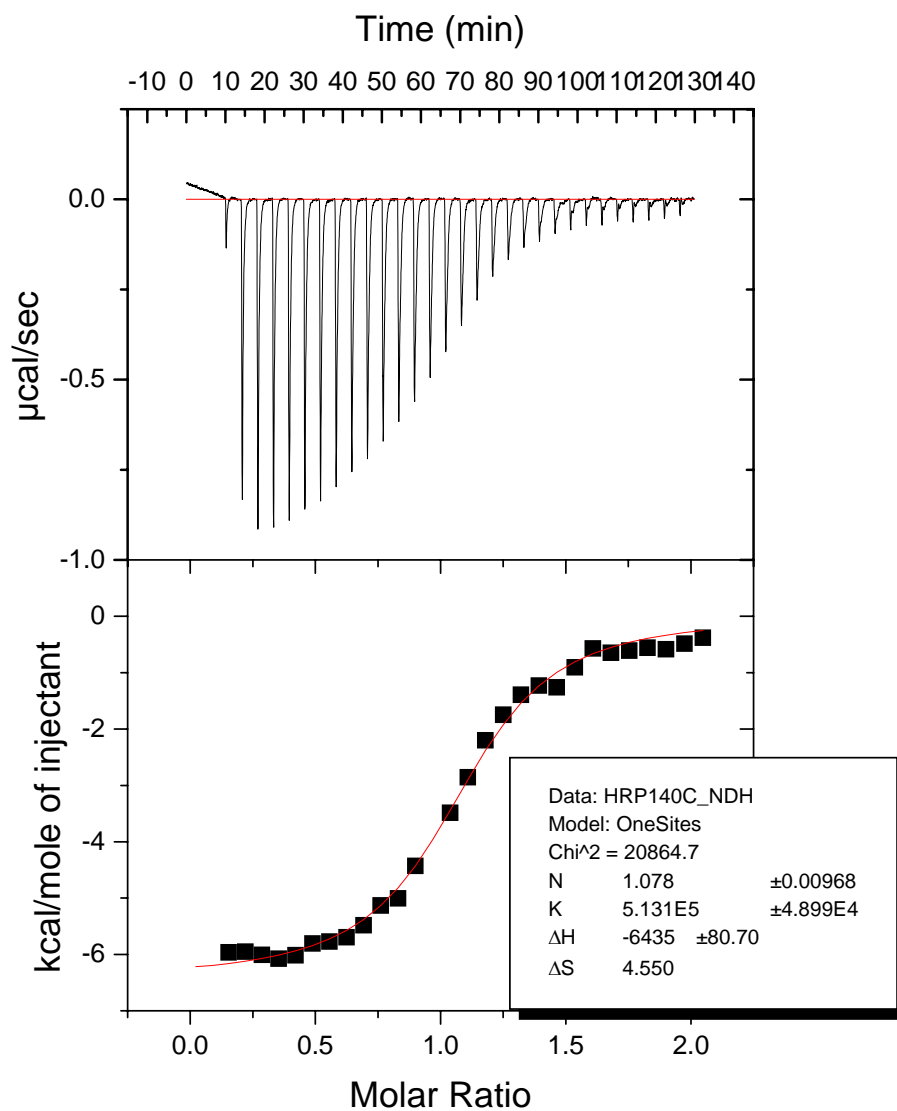 Time (min)
-10 0 10 20 30 40 50 60 70 80 90 100 110 120 130 140
0.0
-0.5
-1.0
µcal/sec
0
-2
-4
-6
kcal/mole of injectant
Data: HRP140C_NDH
Model: OneSites
Chi^2 = 20864.7
N 1.078 ±0.00968
K 5.131E5 ±4.899E4
ΔH -6435 ±80.70
ΔS 4.550
0.0 0.5 1.0 1.5 2.0
Molar Ratio